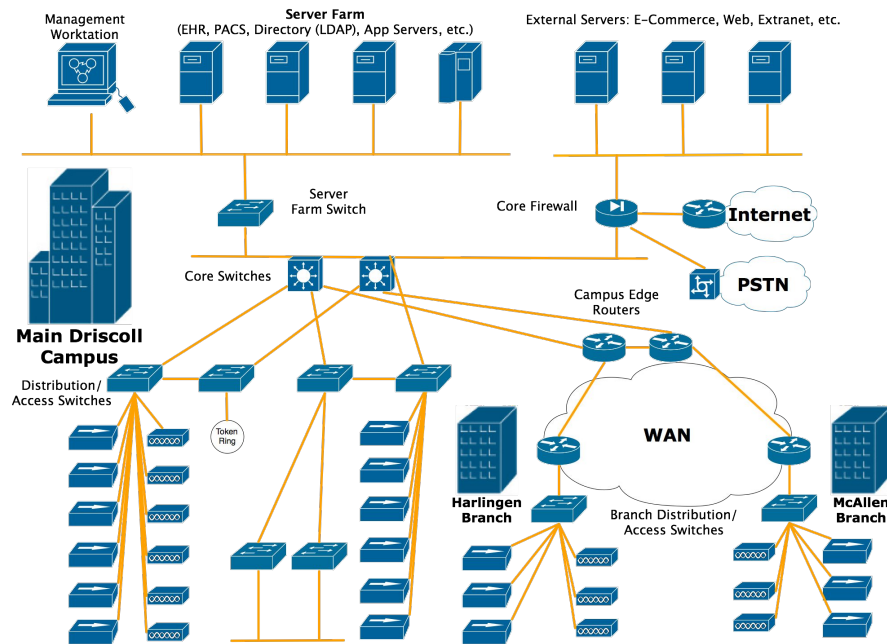 Management
Worktation
Server Farm
(EHR, PACS, Directory (LDAP), App Servers, etc.)
External Servers: E-Commerce, Web, Extranet, etc.
Server
Farm Switch
Core Firewall
Internet
Core Switches
PSTN
Campus Edge
Routers
Main Driscoll
Campus
Distribution/
Access Switches
Token
Ring
WAN
Harlingen
Branch
Branch Distribution/
Access Switches
McAllen
Branch